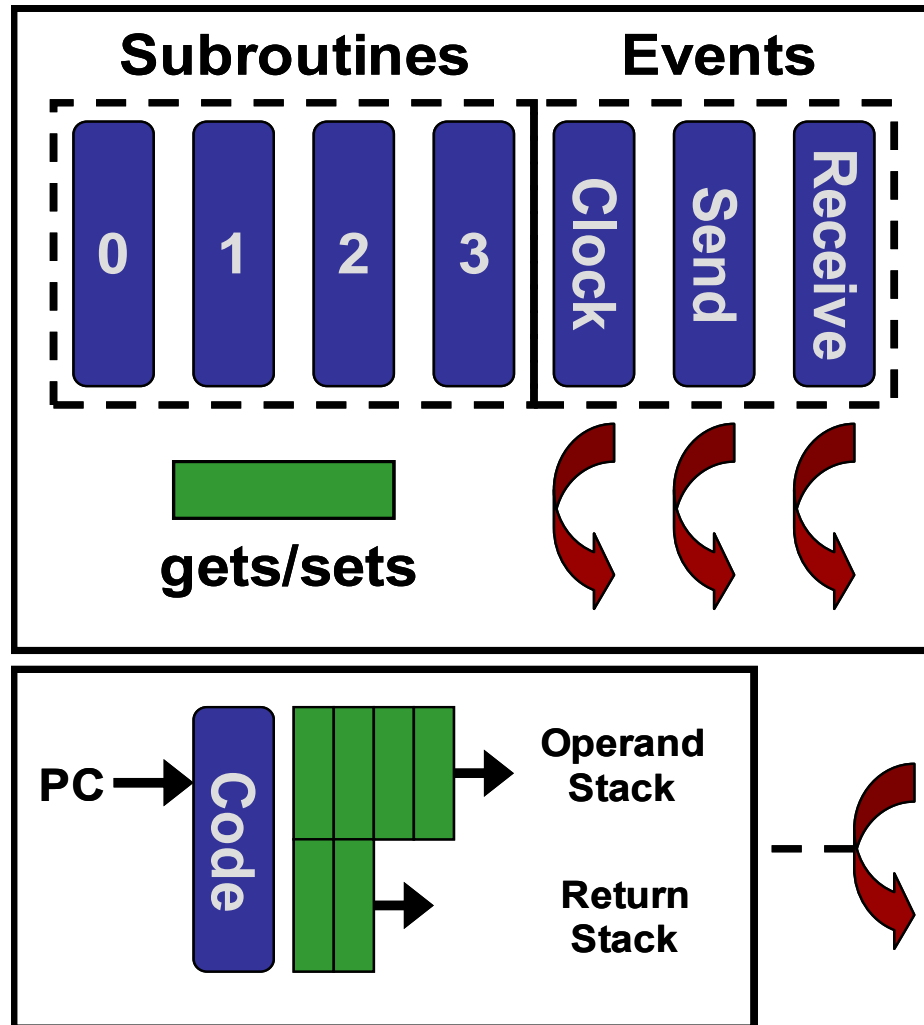 Subroutines
Events
0
1
2
3
Clock
Send
Receive
gets/sets
PC
Code
Operand
Stack
Return
Stack